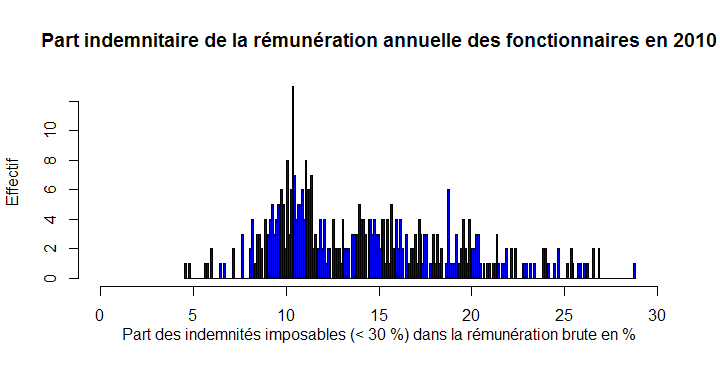 Part indemnitaire de la rémunération annuelle des fonctionnaires en 2010
Effectif
10
8
6
4
2
0
0 5 10 15 20 25 30
Part des indemnités imposables (< 30 %) dans la rémunération brute en %